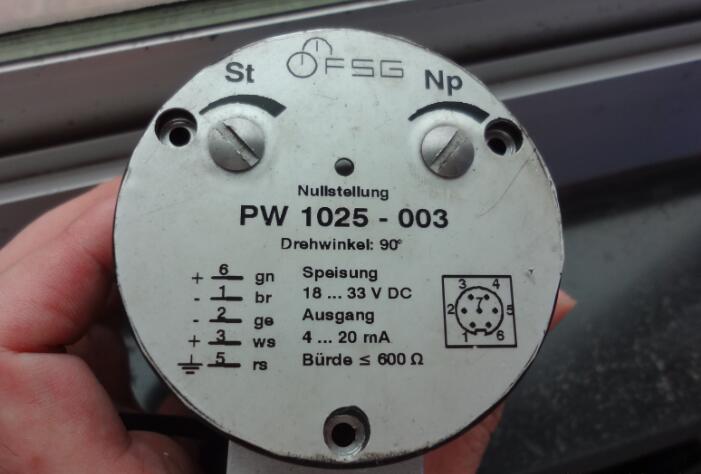 FSG
St
Np
Nullstellung
PW 1025 - 003
Drehwinkel: 90°
+ 6 gn Speisung
- 1 br 18 ... 33 V DC
- 2 ge Ausgang
+ 3 ws 4 ... 20 mA
5 rs Bürde ≤ 600 Ω
3 4
2 7 5
1 6